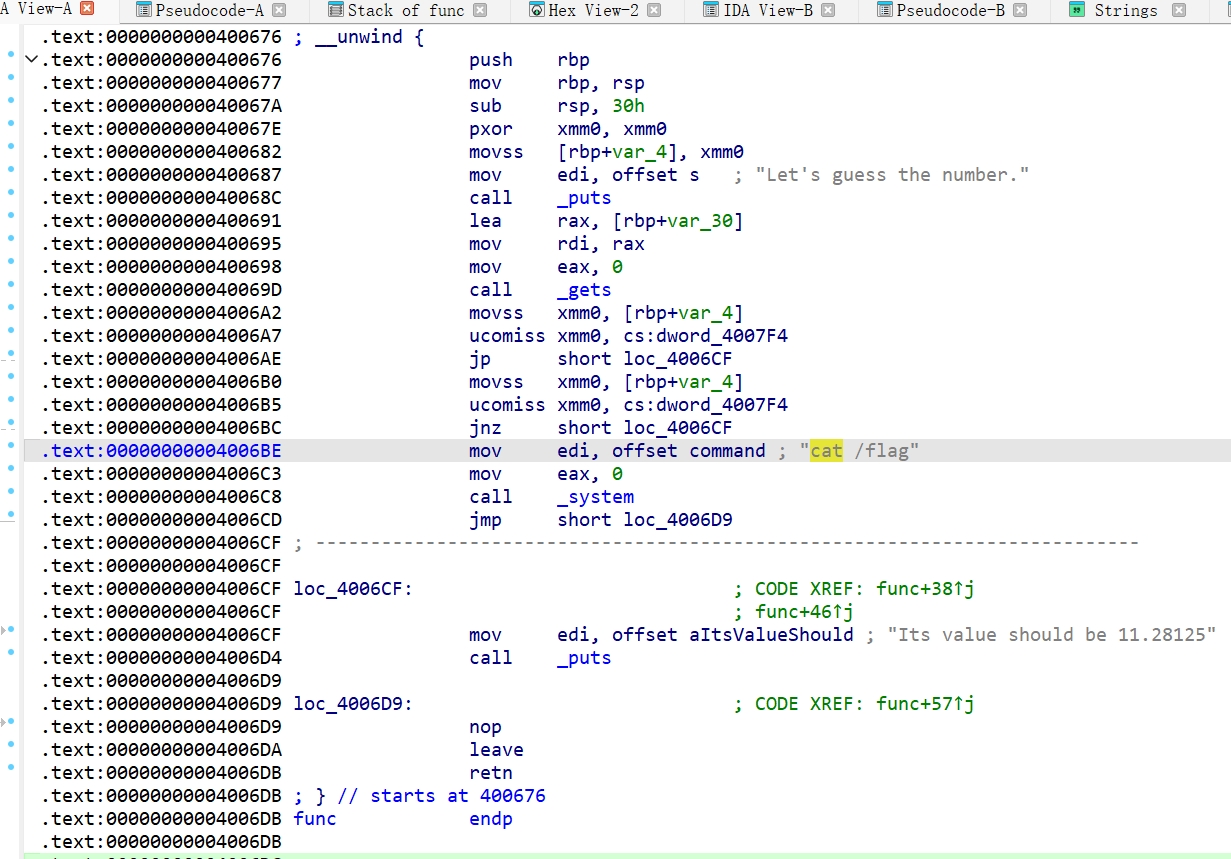 A View-A Pseudocode-A Stack of func Hex View-2 IDA View-B Pseudocode-B Strings
.text:0000000000400676 ; __unwind {
.text:0000000000400676 push rbp
.text:0000000000400677 mov rbp, rsp
.text:000000000040067A sub rsp, 30h
.text:000000000040067E pxor xmm0, xmm0
.text:0000000000400682 movss [rbp+var_4], xmm0
.text:0000000000400687 mov edi, offset s ; "Let's guess the number."
.text:000000000040068C call _puts
.text:0000000000400691 lea rax, [rbp+var_30]
.text:0000000000400695 mov rdi, rax
.text:0000000000400698 mov eax, 0
.text:000000000040069D call _gets
.text:00000000004006A2 movss xmm0, [rbp+var_4]
.text:00000000004006A7 ucomiss xmm0, cs:dword_4007F4
.text:00000000004006AE jp short loc_4006CF
.text:00000000004006B0 movss xmm0, [rbp+var_4]
.text:00000000004006B5 ucomiss xmm0, cs:dword_4007F4
.text:00000000004006BC jnz short loc_4006CF
.text:00000000004006BE mov edi, offset command ; "cat /flag"
.text:00000000004006C3 mov eax, 0
.text:00000000004006C8 call _system
.text:00000000004006CD jmp short loc_4006D9
.text:00000000004006CF ; ---------------------------------------------------------------------------
.text:00000000004006CF
.text:00000000004006CF loc_4006CF: ; CODE XREF: func+38↑j
.text:00000000004006CF ; func+46↑j
.text:00000000004006CF mov edi, offset aItsValueShould ; "Its value should be 11.28125"
.text:00000000004006D4 call _puts
.text:00000000004006D9
.text:00000000004006D9 loc_4006D9: ; CODE XREF: func+57↑j
.text:00000000004006D9 nop
.text:00000000004006DA leave
.text:00000000004006DB retn
.text:00000000004006DB ; } // starts at 400676
.text:00000000004006DB func endp
.text:00000000004006DB